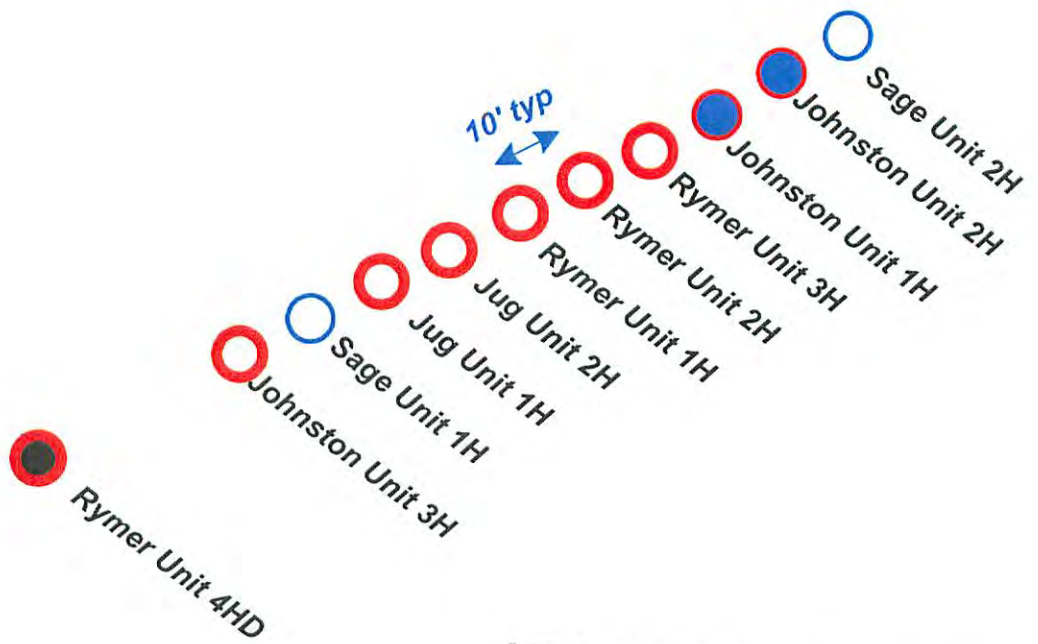 Sage Unit 2H
Johnston Unit 2H
Johnston Unit 1H
10' typ
Rymer Unit 3H
Rymer Unit 2H
Rymer Unit 1H
Jug Unit 2H
Jug Unit 1H
Sage Unit 1H
Johnston Unit 3H
Rymer Unit 4HD